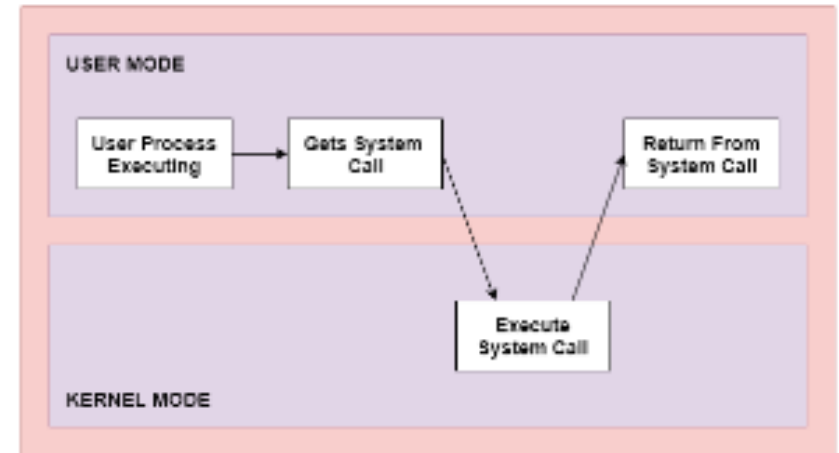 USER MODE
User Process
Executing
Gets System
Call
Return From
System Call
Execute
System Call
KERNEL MODE